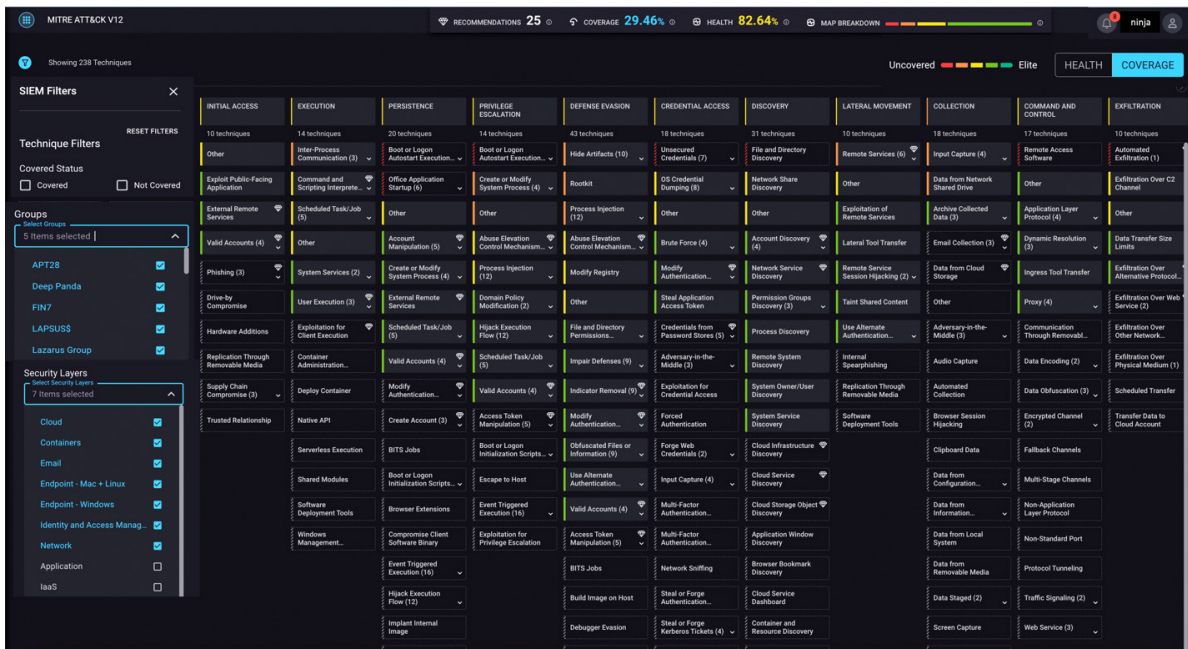 MITRE ATT&CK V12
RECOMMENDATIONS 25
COVERAGE 29.46%
HEALTH 82.64%
MAP BREAKDOWN
ninja
Showing 238 Techniques
Uncovered
Elite
HEALTH
COVERAGE
SIEM Filters
RESET FILTERS
Technique Filters
Covered Status
Covered
Not Covered
Groups
Select Groups
5 Items selected
APT28
Deep Panda
FIN7
LAPSUS$
Lazarus Group
Security Layers
Select Security Layers
7 Items selected
Cloud
Containers
Email
Endpoint - Mac + Linux
Endpoint - Windows
Identity and Access Manag...
Network
Application
IaaS
INITIAL ACCESS
10 techniques
Other
Exploit Public-Facing
Application
External Remote
Services
Valid Accounts (4)
Phishing (3)
Drive-by
Compromise
Hardware Additions
Replication Through
Removable Media
Supply Chain
Compromise (3)
Trusted Relationship
EXECUTION
14 techniques
Inter-Process
Communication (3)
Command and
Scripting Interprete...
Scheduled Task/Job
(5)
Other
System Services (2)
User Execution (3)
Exploitation for
Client Execution
Container
Administration...
Deploy Container
Native API
Serverless Execution
Shared Modules
Software
Deployment Tools
Windows
Management...
PERSISTENCE
20 techniques
Boot or Logon
Autostart Execution...
Office Application
Startup (6)
Other
Account
Manipulation (5)
Create or Modify
System Process (4)
External Remote
Services
Scheduled Task/Job
(5)
Valid Accounts (4)
Modify
Authentication...
Create Account (3)
BITS Jobs
Boot or Logon
Initialization Scripts...
Browser Extensions
Compromise Client
Software Binary
Event Triggered
Execution (16)
Hijack Execution
Flow (12)
Implant Internal
Image
PRIVILEGE
ESCALATION
14 techniques
Boot or Logon
Autostart Execution...
Create or Modify
System Process (4)
Other
Abuse Elevation
Control Mechanism...
Process Injection
(12)
Domain Policy
Modification (2)
Hijack Execution
Flow (12)
Scheduled Task/Job
(5)
Valid Accounts (4)
Access Token
Manipulation (5)
Boot or Logon
Initialization Scripts...
Escape to Host
Event Triggered
Execution (16)
Exploitation for
Privilege Escalation
DEFENSE EVASION
43 techniques
Hide Artifacts (10)
Rootkit
Process Injection
(12)
Abuse Elevation
Control Mechanism...
Modify Registry
Other
File and Directory
Permissions...
Impair Defenses (9)
Indicator Removal (9)
Modify
Authentication...
Obfuscated Files or
Information (9)
Use Alternate
Authentication...
Valid Accounts (4)
Access Token
Manipulation (5)
BITS Jobs
Build Image on Host
Debugger Evasion
CREDENTIAL ACCESS
18 techniques
Unsecured
Credentials (7)
OS Credential
Dumping (8)
Other
Brute Force (4)
Modify
Authentication...
Steal Application
Access Token
Credentials from
Password Stores (5)
Adversary-in-the-
Middle (3)
Exploitation for
Credential Access
Forced
Authentication
Forge Web
Credentials (2)
Input Capture (4)
Multi-Factor
Authentication...
Multi-Factor
Authentication...
Network Sniffing
Steal or Forge
Authentication...
Steal or Forge
Kerberos Tickets (4)
DISCOVERY
31 techniques
File and Directory
Discovery
Network Share
Discovery
Other
Account Discovery
(4)
Network Service
Discovery
Permission Groups
Discovery (3)
Process Discovery
Remote System
Discovery
System Owner/User
Discovery
System Service
Discovery
Cloud Infrastructure
Discovery
Cloud Service
Discovery
Cloud Storage Object
Discovery
Application Window
Discovery
Browser Bookmark
Discovery
Cloud Service
Dashboard
Container and
Resource Discovery
LATERAL MOVEMENT
10 techniques
Remote Services (6)
Other
Exploitation of
Remote Services
Lateral Tool Transfer
Remote Service
Session Hijacking (2)
Taint Shared Content
Use Alternate
Authentication...
Internal
Spearphishing
Replication Through
Removable Media
Software
Deployment Tools
COLLECTION
18 techniques
Input Capture (4)
Data from Network
Shared Drive
Archive Collected
Data (3)
Email Collection (3)
Data from Cloud
Storage
Other
Adversary-in-the-
Middle (3)
Audio Capture
Automated
Collection
Browser Session
Hijacking
Clipboard Data
Data from
Configuration...
Data from
Information...
Data from Local
System
Data from
Removable Media
Data Staged (2)
Screen Capture
COMMAND AND
CONTROL
17 techniques
Remote Access
Software
Other
Application Layer
Protocol (4)
Dynamic Resolution
(3)
Ingress Tool Transfer
Proxy (4)
Communication
Through Removabl...
Data Encoding (2)
Data Obfuscation (3)
Encrypted Channel
(2)
Fallback Channels
Multi-Stage Channels
Non-Application
Layer Protocol
Non-Standard Port
Protocol Tunneling
Traffic Signaling (2)
Web Service (3)
EXFILTRATION
10 techniques
Automated
Exfiltration (1)
Exfiltration Over C2
Channel
Other
Data Transfer Size
Limits
Exfiltration Over
Alternative Protocol...
Exfiltration Over Web
Service (2)
Exfiltration Over
Other Network...
Exfiltration Over
Physical Medium (1)
Scheduled Transfer
Transfer Data to
Cloud Account